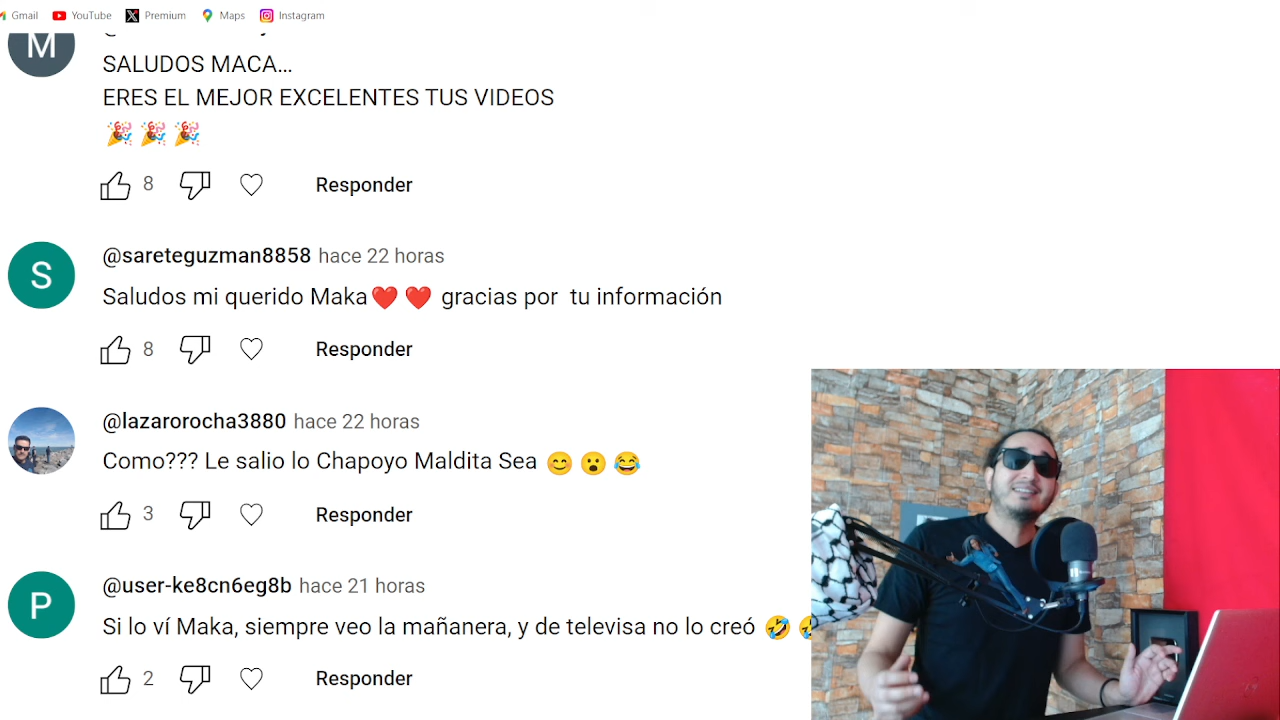 Gmail YouTube Premium Maps Instagram
M
SALUDOS MACA...
ERES EL MEJOR EXCELENTES TUS VIDEOS
🎉 🎉 🎉
8 Responder
S
@sareteguzman8858 hace 22 horas
Saludos mi querido Maka❤️ ❤️ gracias por tu información
8 Responder
@lazarorocha3880 hace 22 horas
Como??? Le salio lo Chapoyo Maldita Sea 😊 😮 😂
3 Responder
P
@user-ke8cn6eg8b hace 21 horas
Si lo ví Maka, siempre veo la mañanera, y de televisa no lo creó 🤣 🤣
2 Responder